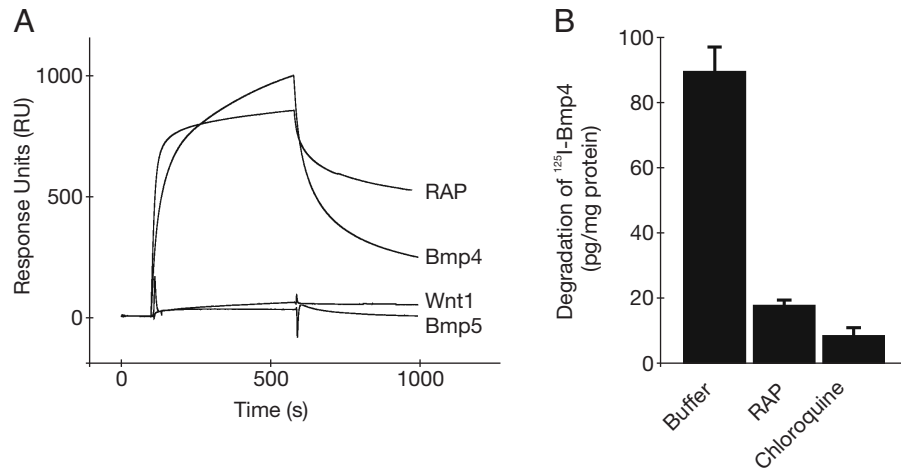 A
Response Units (RU)
1000
500
0
RAP
Bmp4
Wnt1
Bmp5
0
500
1000
Time (s)
B
Degradation of ¹²⁵I-Bmp4
(pg/mg protein)
100
80
60
40
20
0
Buffer
RAP
Chloroquine